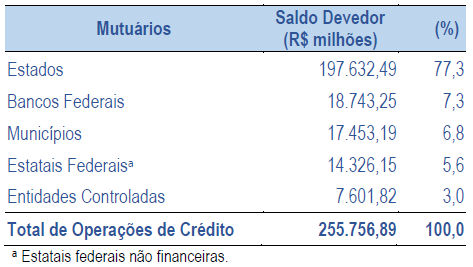 Mutuários Saldo Devedor (R$ milhões) (%)
Estados 197.632,49 77,3
Bancos Federais 18.743,25 7,3
Municípios 17.453,19 6,8
Estatais Federaisª 14.326,15 5,6
Entidades Controladas 7.601,82 3,0
Total de Operações de Crédito 255.756,89 100,0
ª Estatais federais não financeiras.